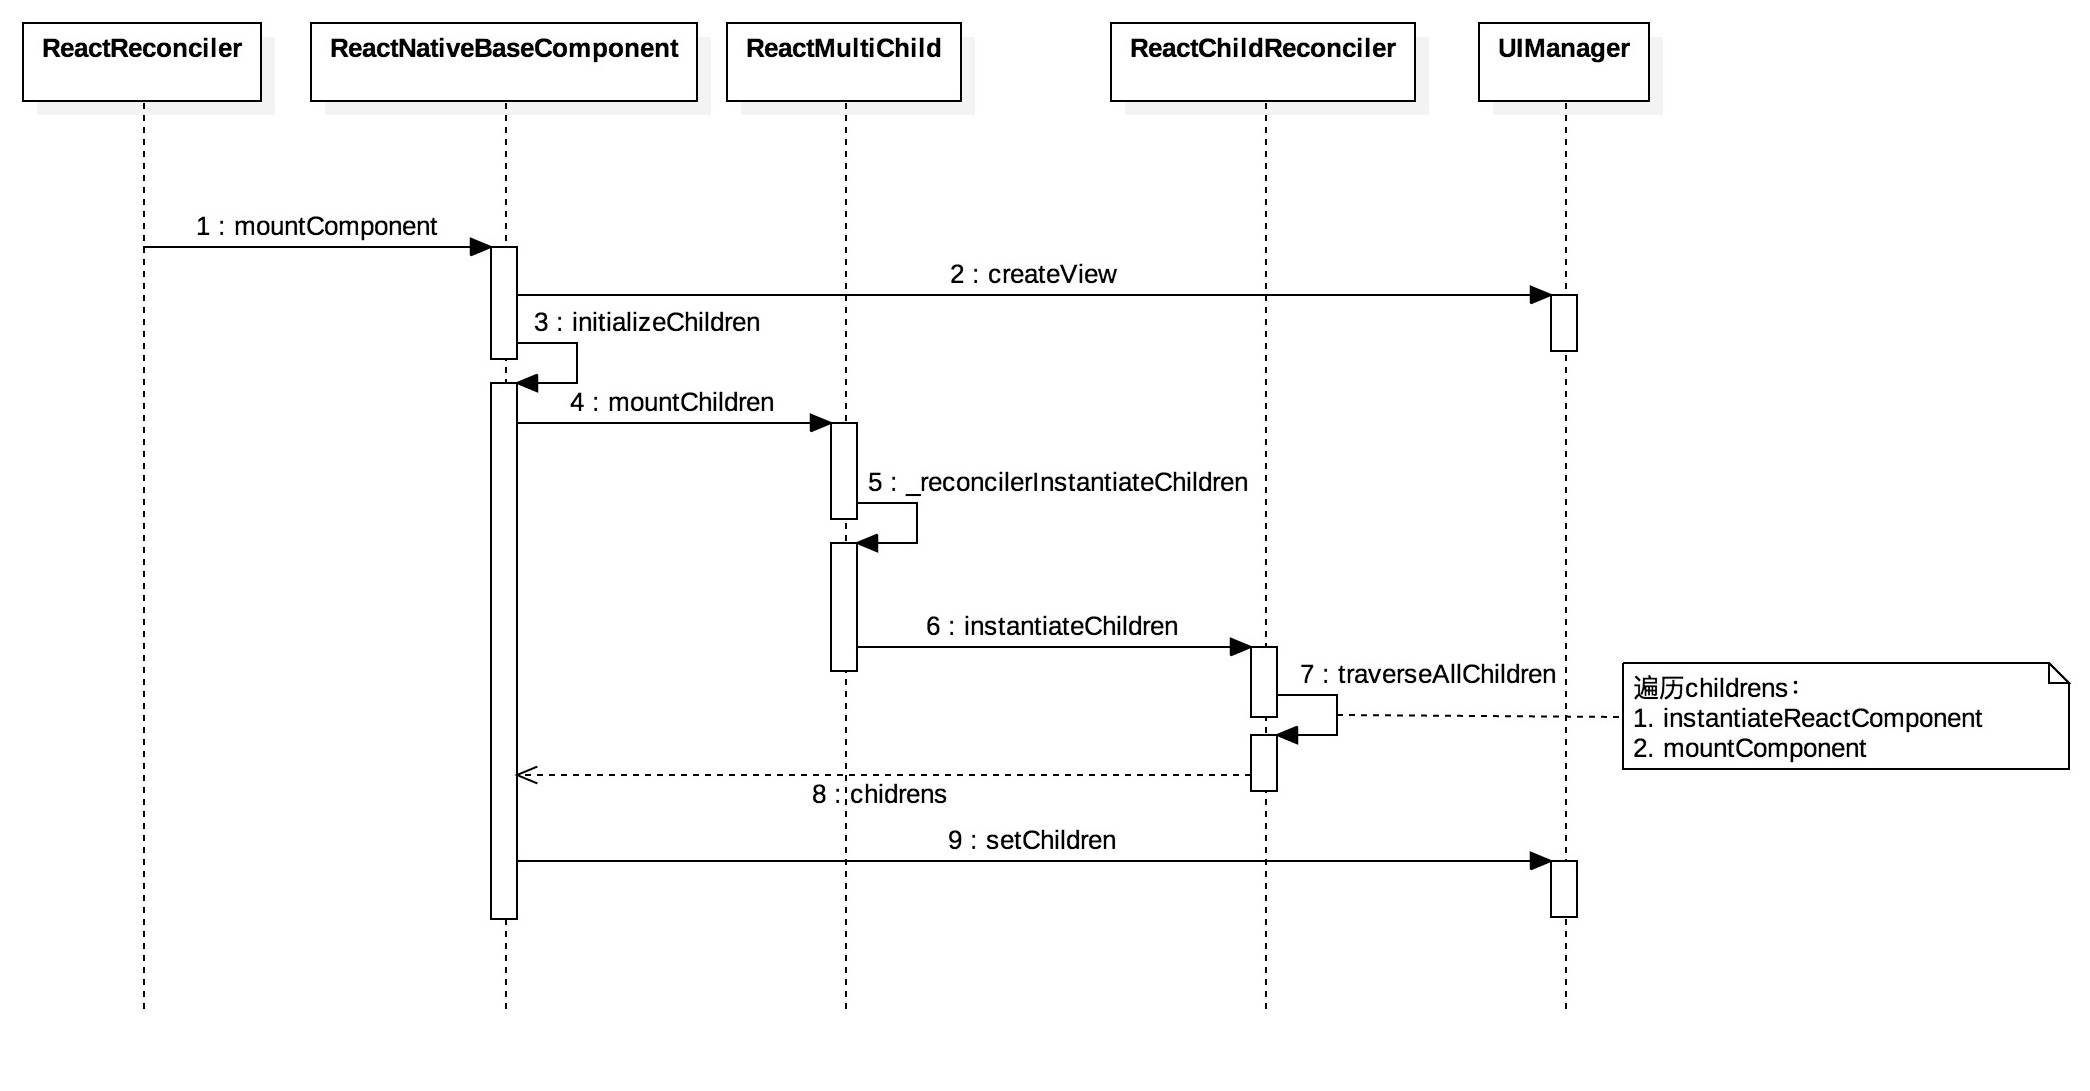 ReactReconciler
ReactNativeBaseComponent
ReactMultiChild
ReactChildReconciler
UIManager
1 : mountComponent
2 : createView
3 : initializeChildren
4 : mountChildren
5 : _reconcilerInstantiateChildren
6 : instantiateChildren
7 : traverseAllChildren
遍历childrens：
1. instantiateReactComponent
2. mountComponent
8 : chidrens
9 : setChildren